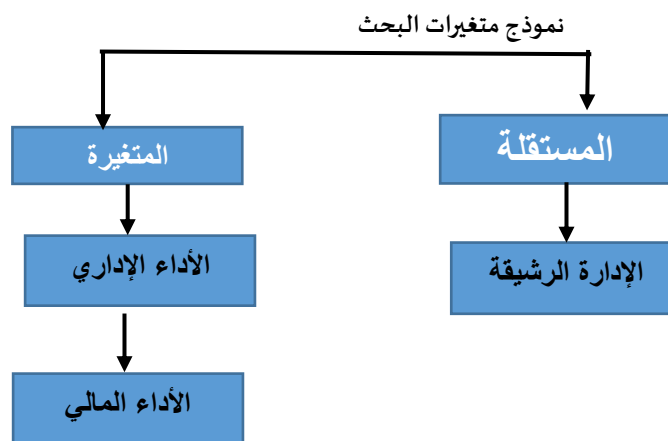 نموذج متغيرات البحث
المستقلة
المتغيرة
الإدارة الرشيقة
الأداء الإداري
الأداء المالي